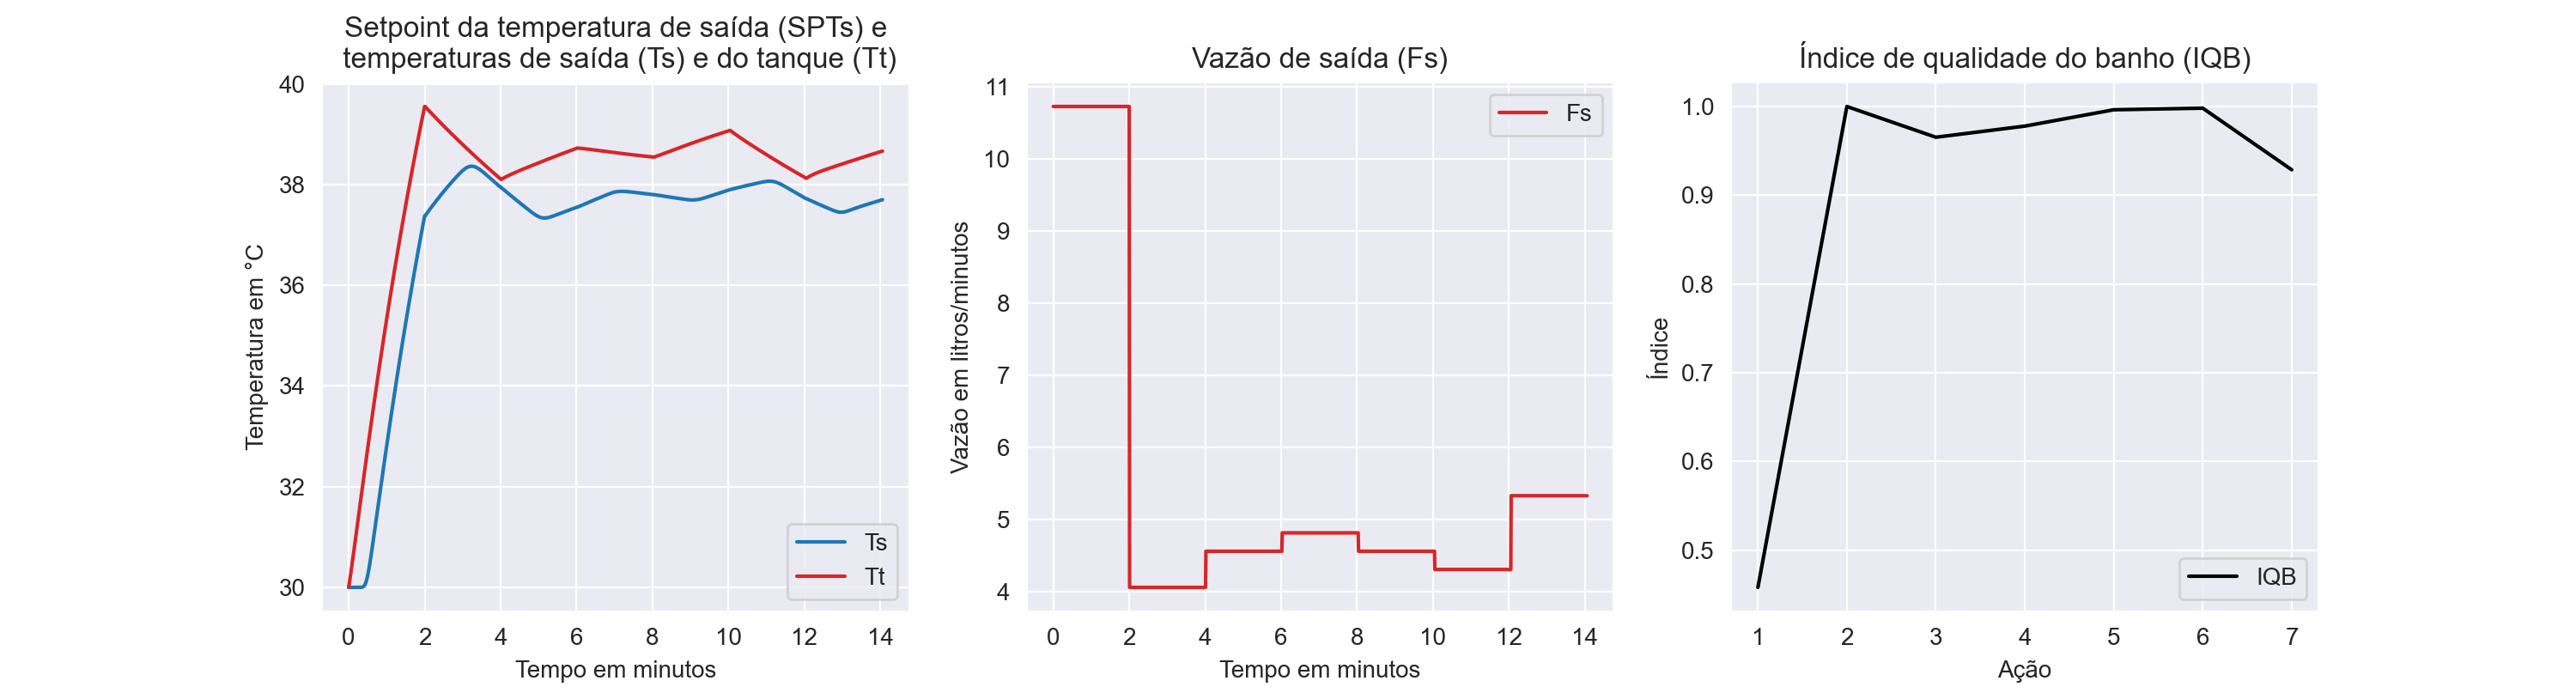 Setpoint da temperatura de saída (SPTs) e
temperaturas de saída (Ts) e do tanque (Tt)
40
38
36
34
32
30
Temperatura em °C
0 2 4 6 8 10 12 14
Tempo em minutos
Ts
Tt
Vazão de saída (Fs)
11
10
9
8
7
6
5
4
Vazão em litros/minutos
0 2 4 6 8 10 12 14
Tempo em minutos
Fs
Índice de qualidade do banho (IQB)
1.0
0.9
0.8
0.7
0.6
0.5
Índice
1 2 3 4 5 6 7
Ação
IQB